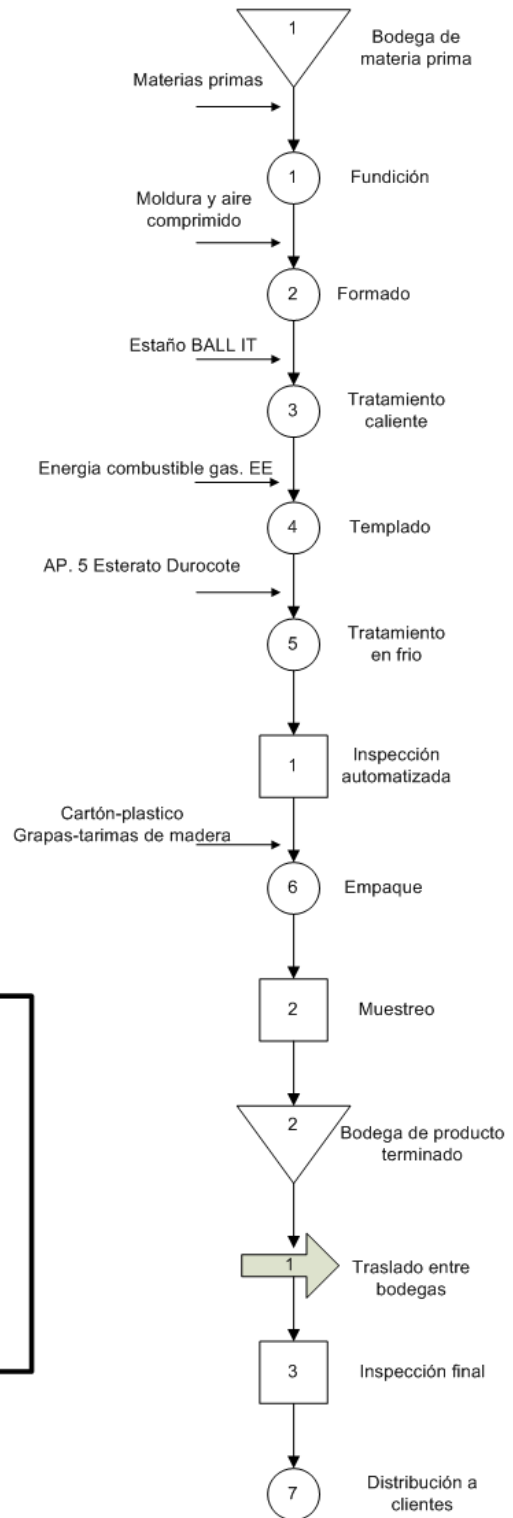 1
Bodega de
materia prima
Materias primas
1
Fundición
Moldura y aire
comprimido
2
Formado
Estaño BALL IT
3
Tratamiento
caliente
Energia combustible gas. EE
4
Templado
AP. 5 Esterato Durocote
5
Tratamiento
en frio
1
Inspección
automatizada
Cartón-plastico
Grapas-tarimas de madera
6
Empaque
2
Muestreo
2
Bodega de producto
terminado
1
Traslado entre
bodegas
3
Inspección final
7
Distribución a
clientes